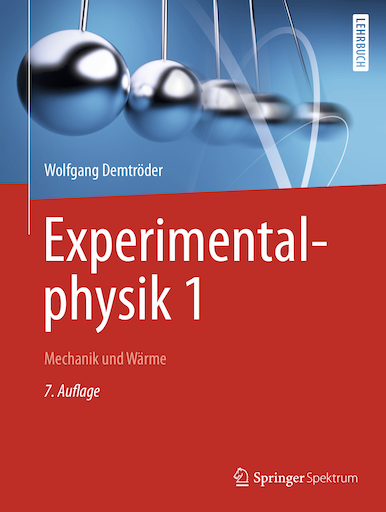 LEHRBUCH
Wolfgang Demtröder
Experimental-
physik 1
Mechanik und Wärme
7. Auflage
Springer Spektrum